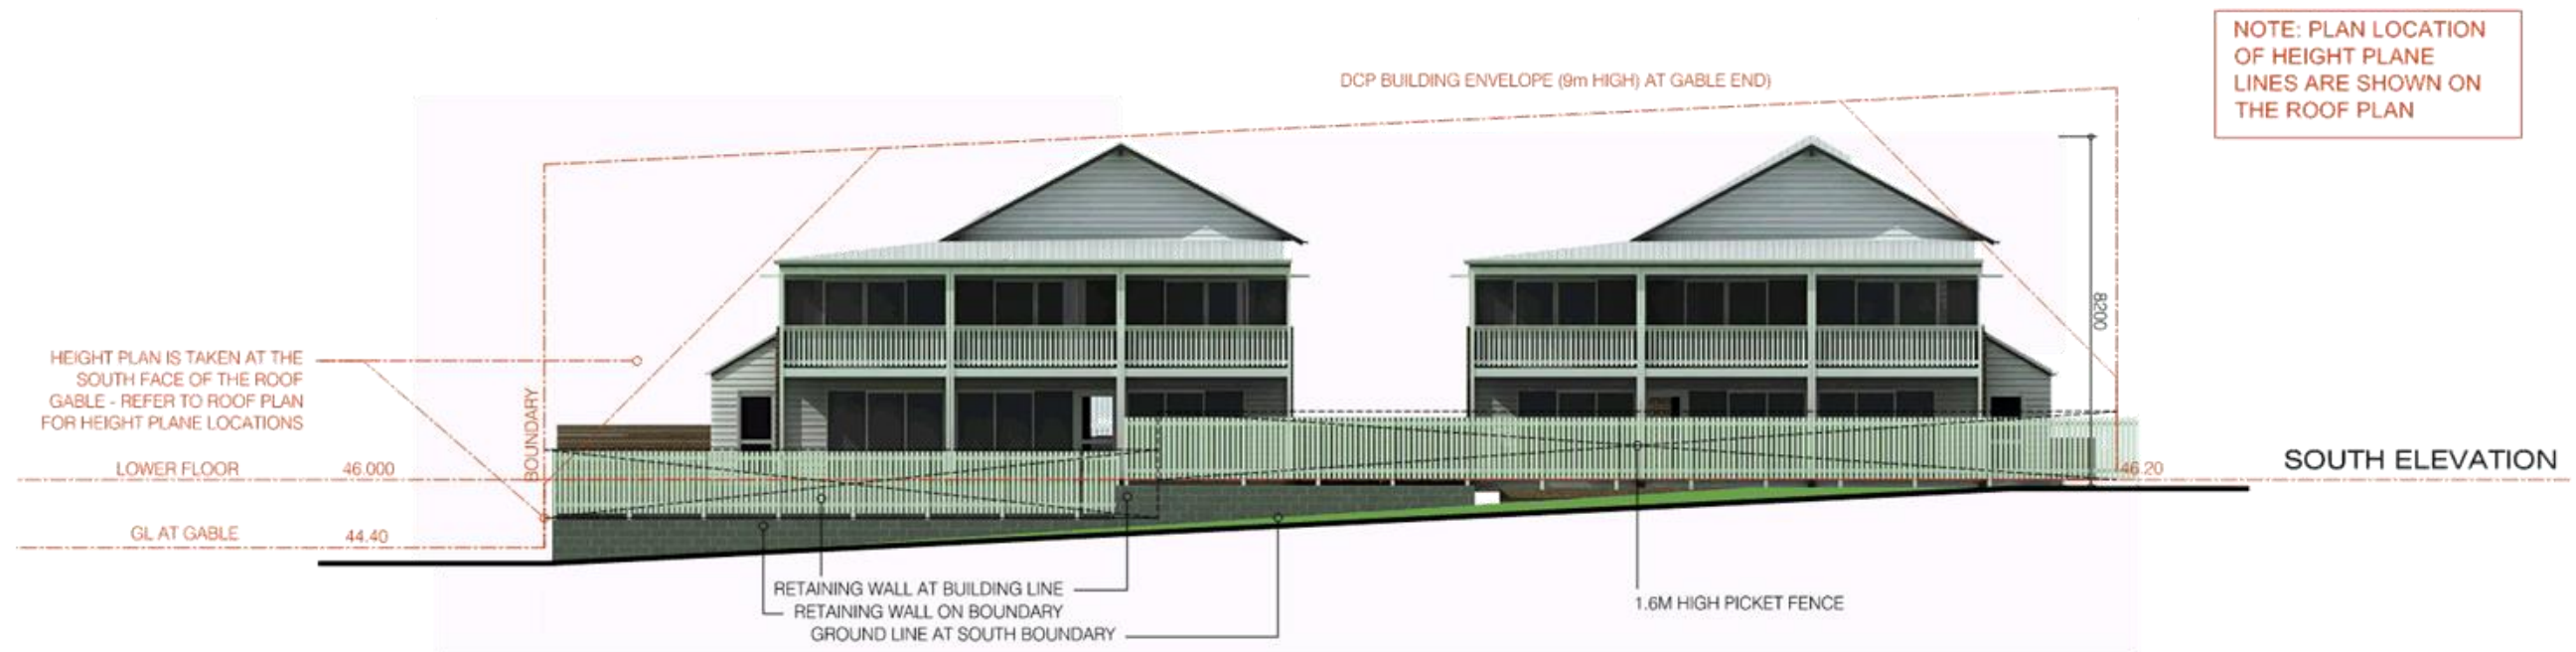 NOTE: PLAN LOCATION
OF HEIGHT PLANE
LINES ARE SHOWN ON
THE ROOF PLAN
DCP BUILDING ENVELOPE (9m HIGH) AT GABLE END)
8200
HEIGHT PLAN IS TAKEN AT THE
SOUTH FACE OF THE ROOF
GABLE - REFER TO ROOF PLAN
FOR HEIGHT PLANE LOCATIONS
BOUNDARY
LOWER FLOOR 46.000
46.20
SOUTH ELEVATION
GL AT GABLE 44.40
RETAINING WALL AT BUILDING LINE
RETAINING WALL ON BOUNDARY
GROUND LINE AT SOUTH BOUNDARY
1.6M HIGH PICKET FENCE